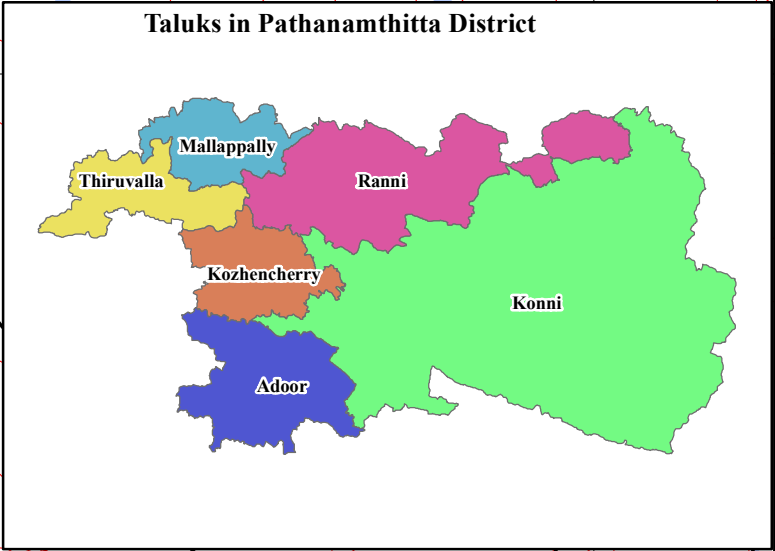 Taluks in Pathanamthitta District
Mallappally
Thiruvalla
Ranni
Kozhencherry
Konni
Adoor